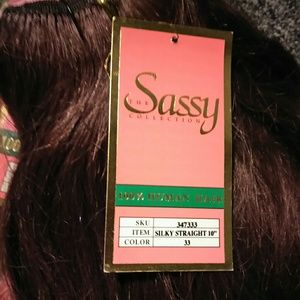 THE
Sassy
COLLECTION
100% HUMAN HAIR
SKU 347333
ITEM SILKY STRAIGHT 10"
COLOR 33